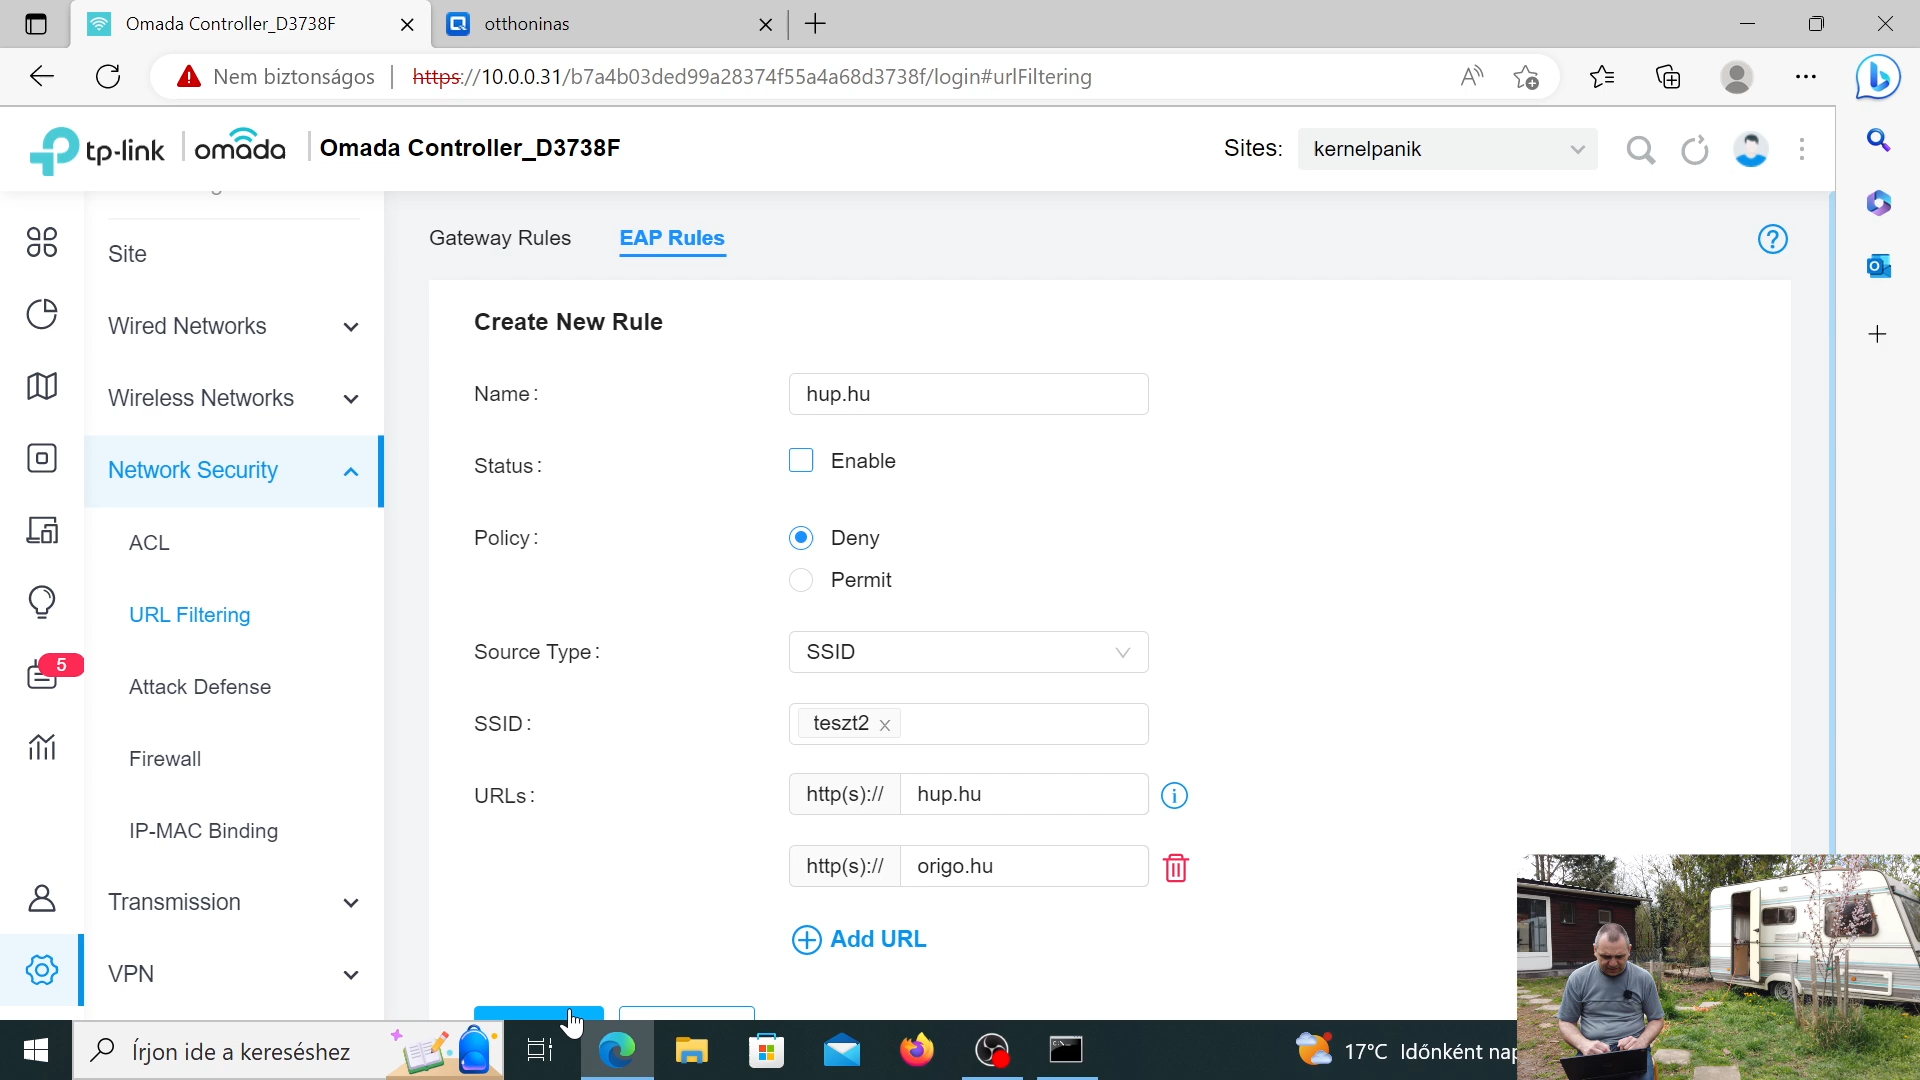 Omada Controller_D3738F
otthoninas
Nem biztonságos
https://10.0.0.31/b7a4b03ded99a28374f55a4a68d3738f/login#urlFiltering
tp-link
omada
Omada Controller_D3738F
Sites:
kernelpanik
Site
Wired Networks
Wireless Networks
Network Security
ACL
URL Filtering
Attack Defense
Firewall
IP-MAC Binding
Transmission
VPN
5
Gateway Rules
EAP Rules
Create New Rule
Name:
hup.hu
Status:
Enable
Policy:
Deny
Permit
Source Type:
SSID
SSID:
teszt2
URLs:
http(s)://
hup.hu
http(s)://
origo.hu
Add URL
Írjon ide a kereséshez
17°C Időnként nap